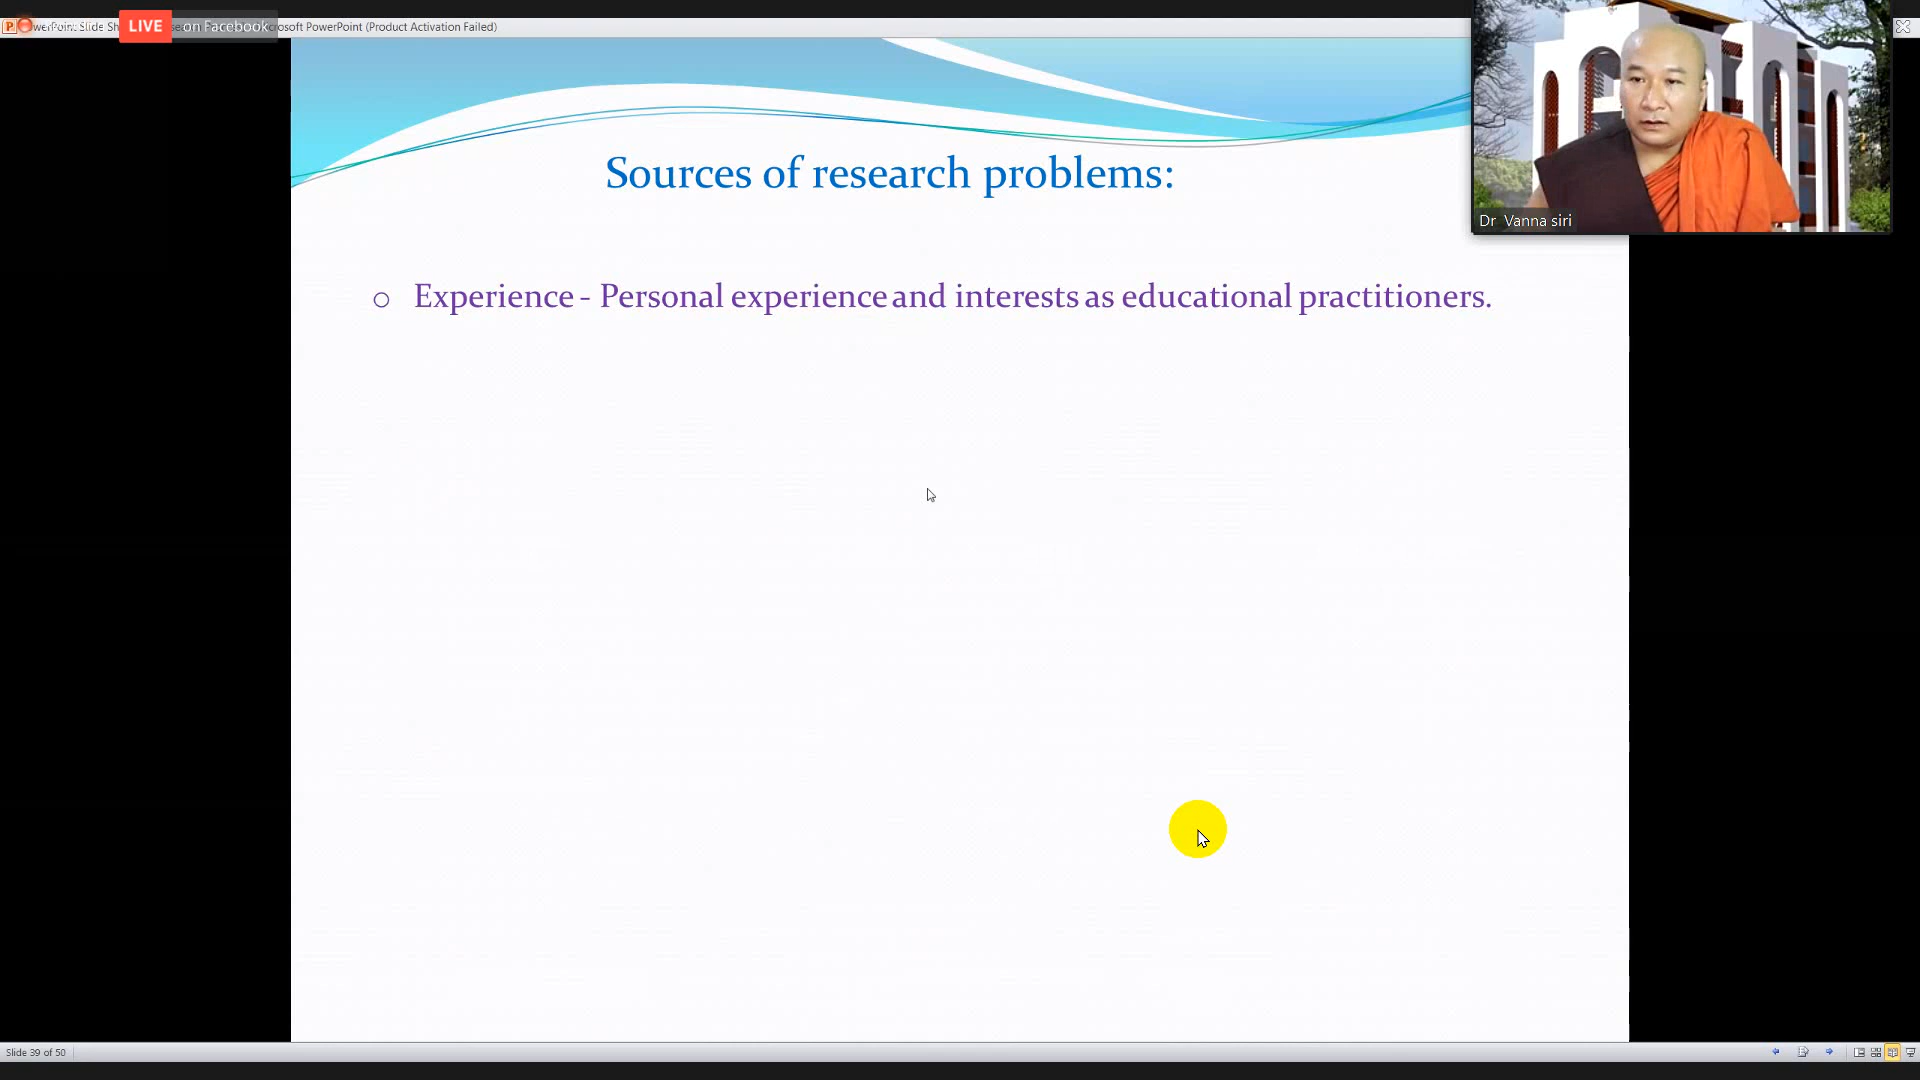 LIVE on Facebook
PowerPoint Slide Sh
crosoft PowerPoint (Product Activation Failed)
Dr Vanna siri
Sources of research problems:
Experience - Personal experience and interests as educational practitioners.
Slide 39 of 50